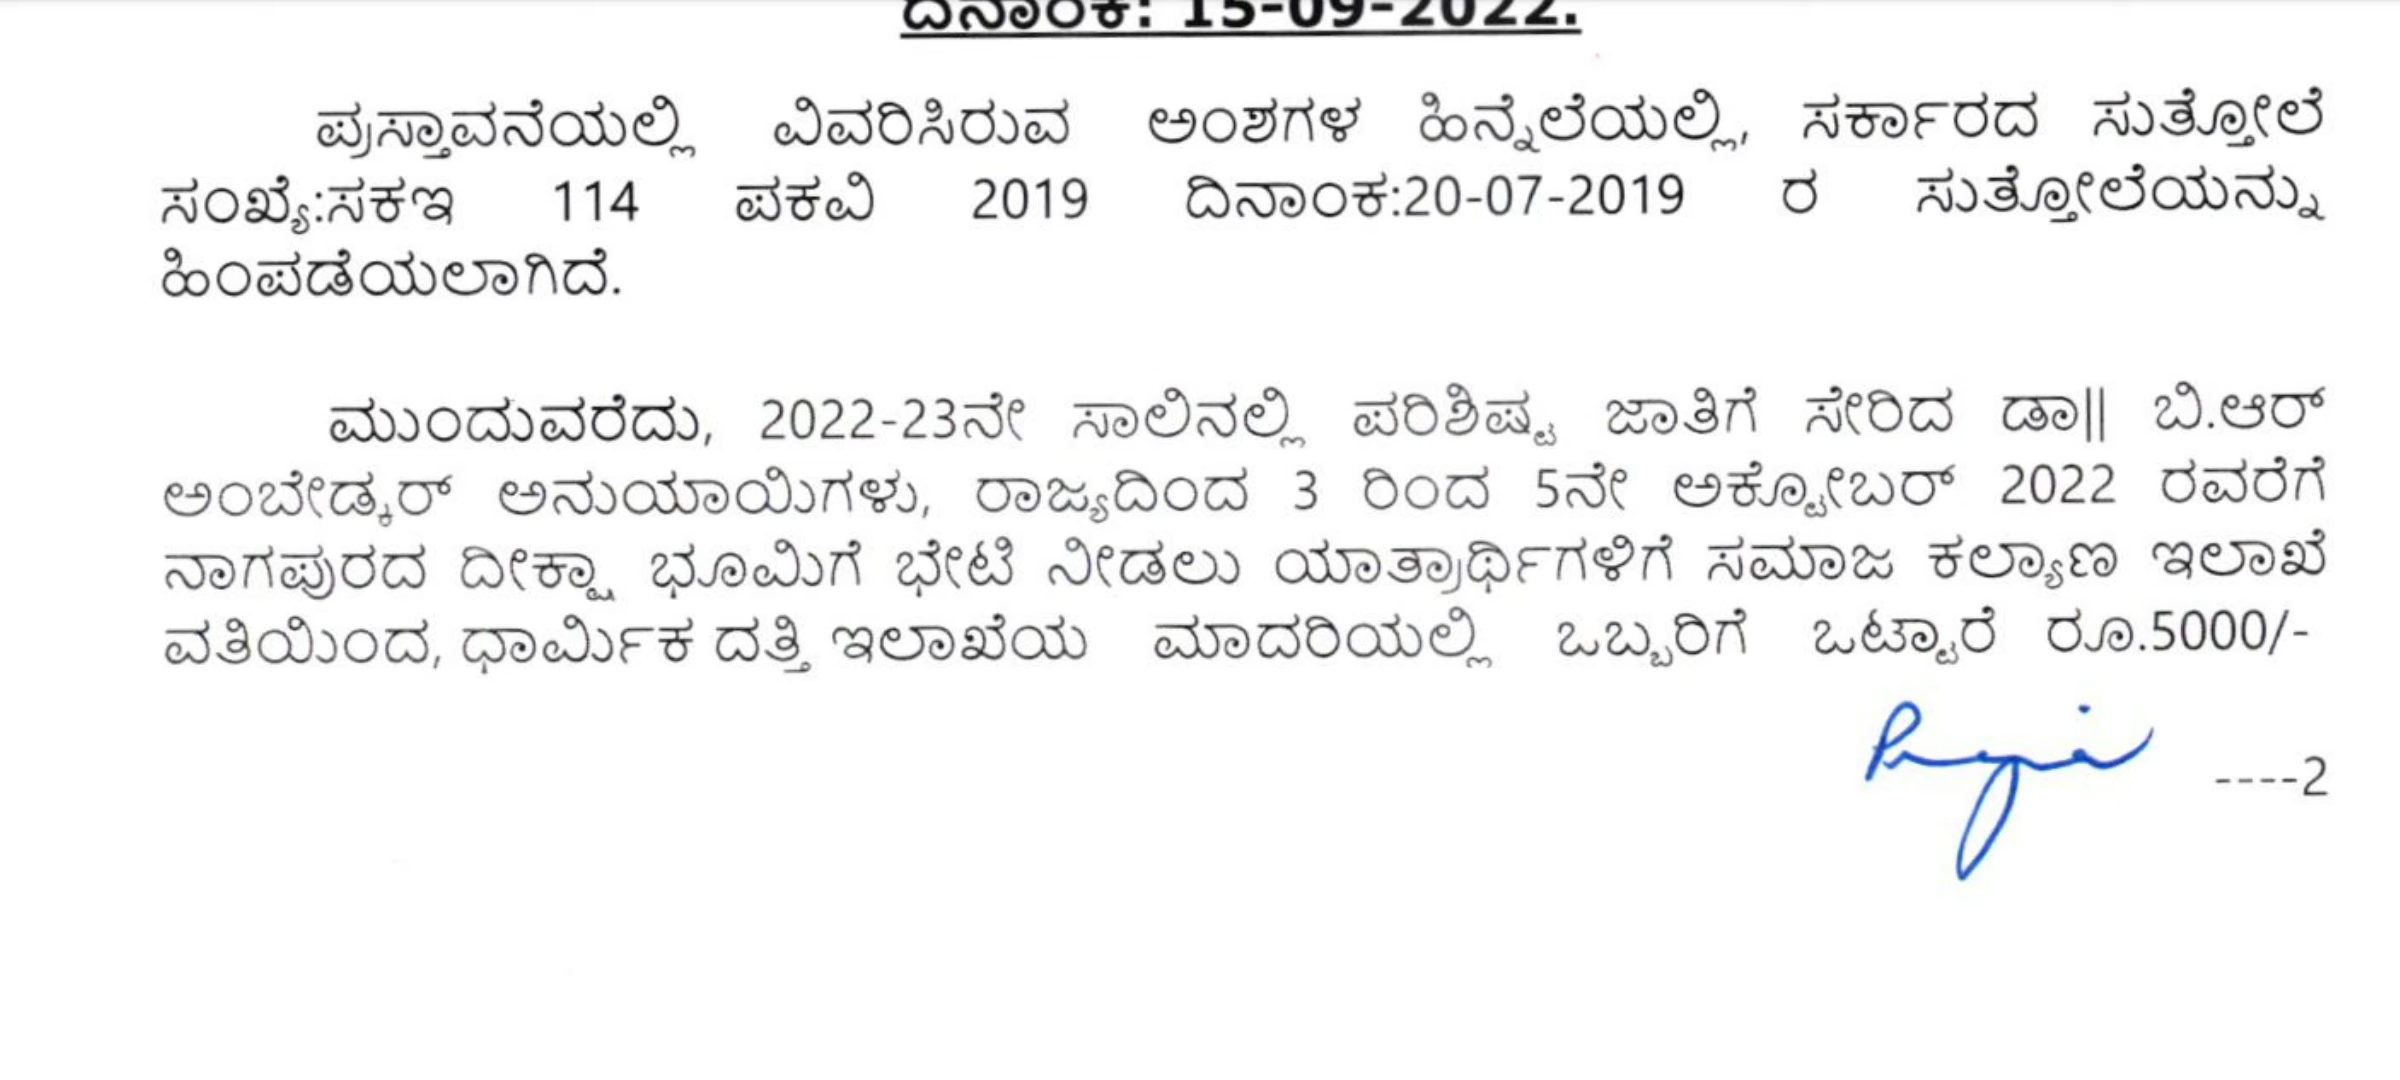 ದಿನಾಂಕ: 15-09-2022.
ಪ್ರಸ್ತಾವನೆಯಲ್ಲಿ ವಿವರಿಸಿರುವ ಅಂಶಗಳ ಹಿನ್ನೆಲೆಯಲ್ಲಿ, ಸರ್ಕಾರದ ಸುತ್ತೋಲೆ
ಸಂಖ್ಯೆ:ಸಕಇ 114 ಪಕವಿ 2019 ದಿನಾಂಕ:20-07-2019 ರ ಸುತ್ತೋಲೆಯನ್ನು
ಹಿಂಪಡೆಯಲಾಗಿದೆ.
ಮುಂದುವರೆದು, 2022-23ನೇ ಸಾಲಿನಲ್ಲಿ ಪರಿಶಿಷ್ಟ ಜಾತಿಗೆ ಸೇರಿದ ಡಾ|| ಬಿ.ಆರ್
ಅಂಬೇಡ್ಕರ್ ಅನುಯಾಯಿಗಳು, ರಾಜ್ಯದಿಂದ 3 ರಿಂದ 5ನೇ ಅಕ್ಟೋಬರ್ 2022 ರವರೆಗೆ
ನಾಗಪುರದ ದೀಕ್ಷಾ ಭೂಮಿಗೆ ಭೇಟಿ ನೀಡಲು ಯಾತ್ರಾರ್ಥಿಗಳಿಗೆ ಸಮಾಜ ಕಲ್ಯಾಣ ಇಲಾಖೆ
ವತಿಯಿಂದ, ಧಾರ್ಮಿಕ ದತ್ತಿ ಇಲಾಖೆಯ ಮಾದರಿಯಲ್ಲಿ ಒಬ್ಬರಿಗೆ ಒಟ್ಟಾರೆ ರೂ.5000/-
----2